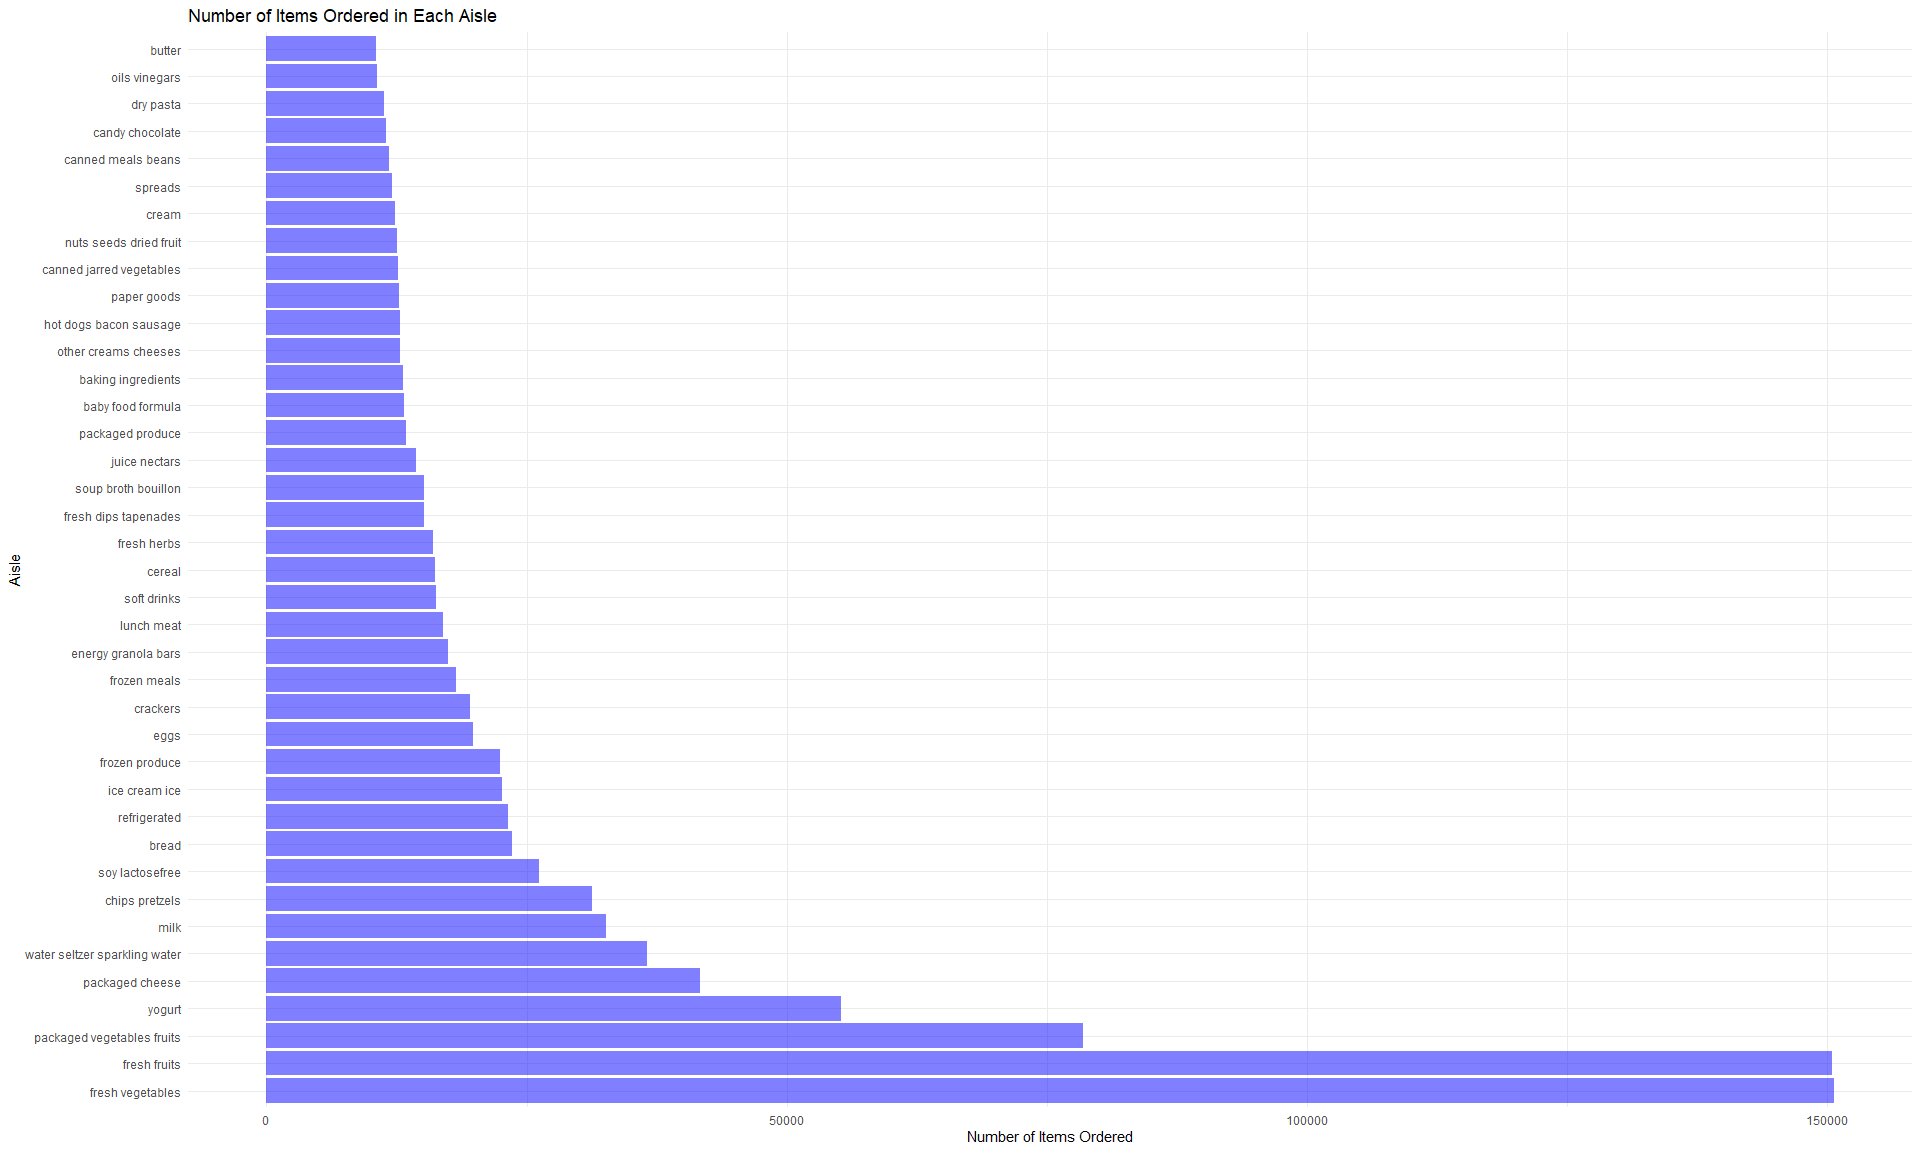 Number of Items Ordered in Each Aisle
butter
oils vinegars
dry pasta
candy chocolate
canned meals beans
spreads
cream
nuts seeds dried fruit
canned jarred vegetables
paper goods
hot dogs bacon sausage
other creams cheeses
baking ingredients
baby food formula
packaged produce
juice nectars
soup broth bouillon
fresh dips tapenades
fresh herbs
cereal
soft drinks
lunch meat
energy granola bars
frozen meals
crackers
eggs
frozen produce
ice cream ice
refrigerated
bread
soy lactosefree
chips pretzels
milk
water seltzer sparkling water
packaged cheese
yogurt
packaged vegetables fruits
fresh fruits
fresh vegetables
Aisle
0 50000 100000 150000
Number of Items Ordered